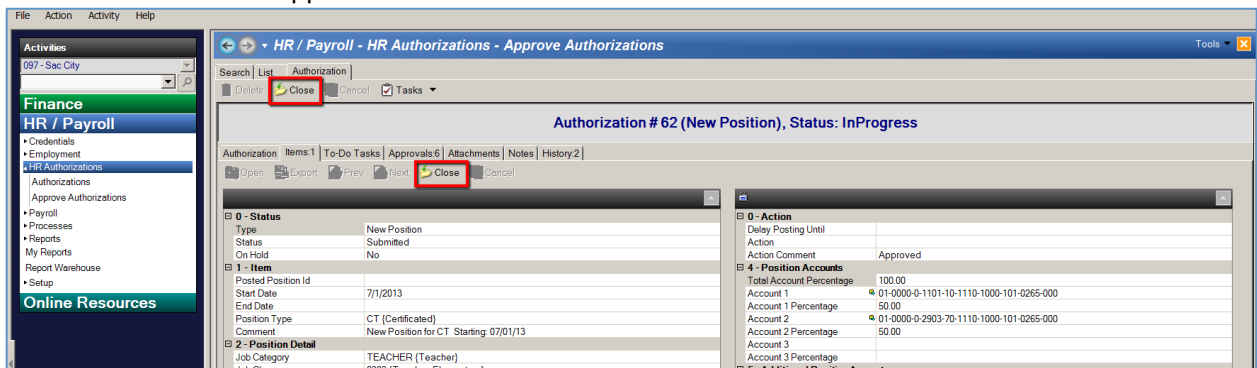 File Action Activity Help
Activities
097 - Sac City
Finance
HR / Payroll
Credentials
Employment
HR Authorizations
Authorizations
Approve Authorizations
Payroll
Processes
Reports
My Reports
Report Warehouse
Setup
Online Resources
HR / Payroll - HR Authorizations - Approve Authorizations
Tools
Search List Authorization
Delete Close Cancel Tasks
Authorization # 62 (New Position), Status: InProgress
Authorization Items:1 To-Do Tasks Approvals:6 Attachments Notes History:2
Open Export Prev Next Close Cancel
0 - Status
Type New Position
Status Submitted
On Hold No
1 - Item
Posted Position Id
Start Date 7/1/2013
End Date
Position Type CT {Certificated}
Comment New Position for CT Starting: 07/01/13
2 - Position Detail
Job Category TEACHER {Teacher}
0 - Action
Delay Posting Until
Action
Action Comment Approved
4 - Position Accounts
Total Account Percentage 100.00
Account 1 01-0000-0-1101-10-1110-1000-101-0265-000
Account 1 Percentage 50.00
Account 2 01-0000-0-2903-70-1110-1000-101-0265-000
Account 2 Percentage 50.00
Account 3
Account 3 Percentage